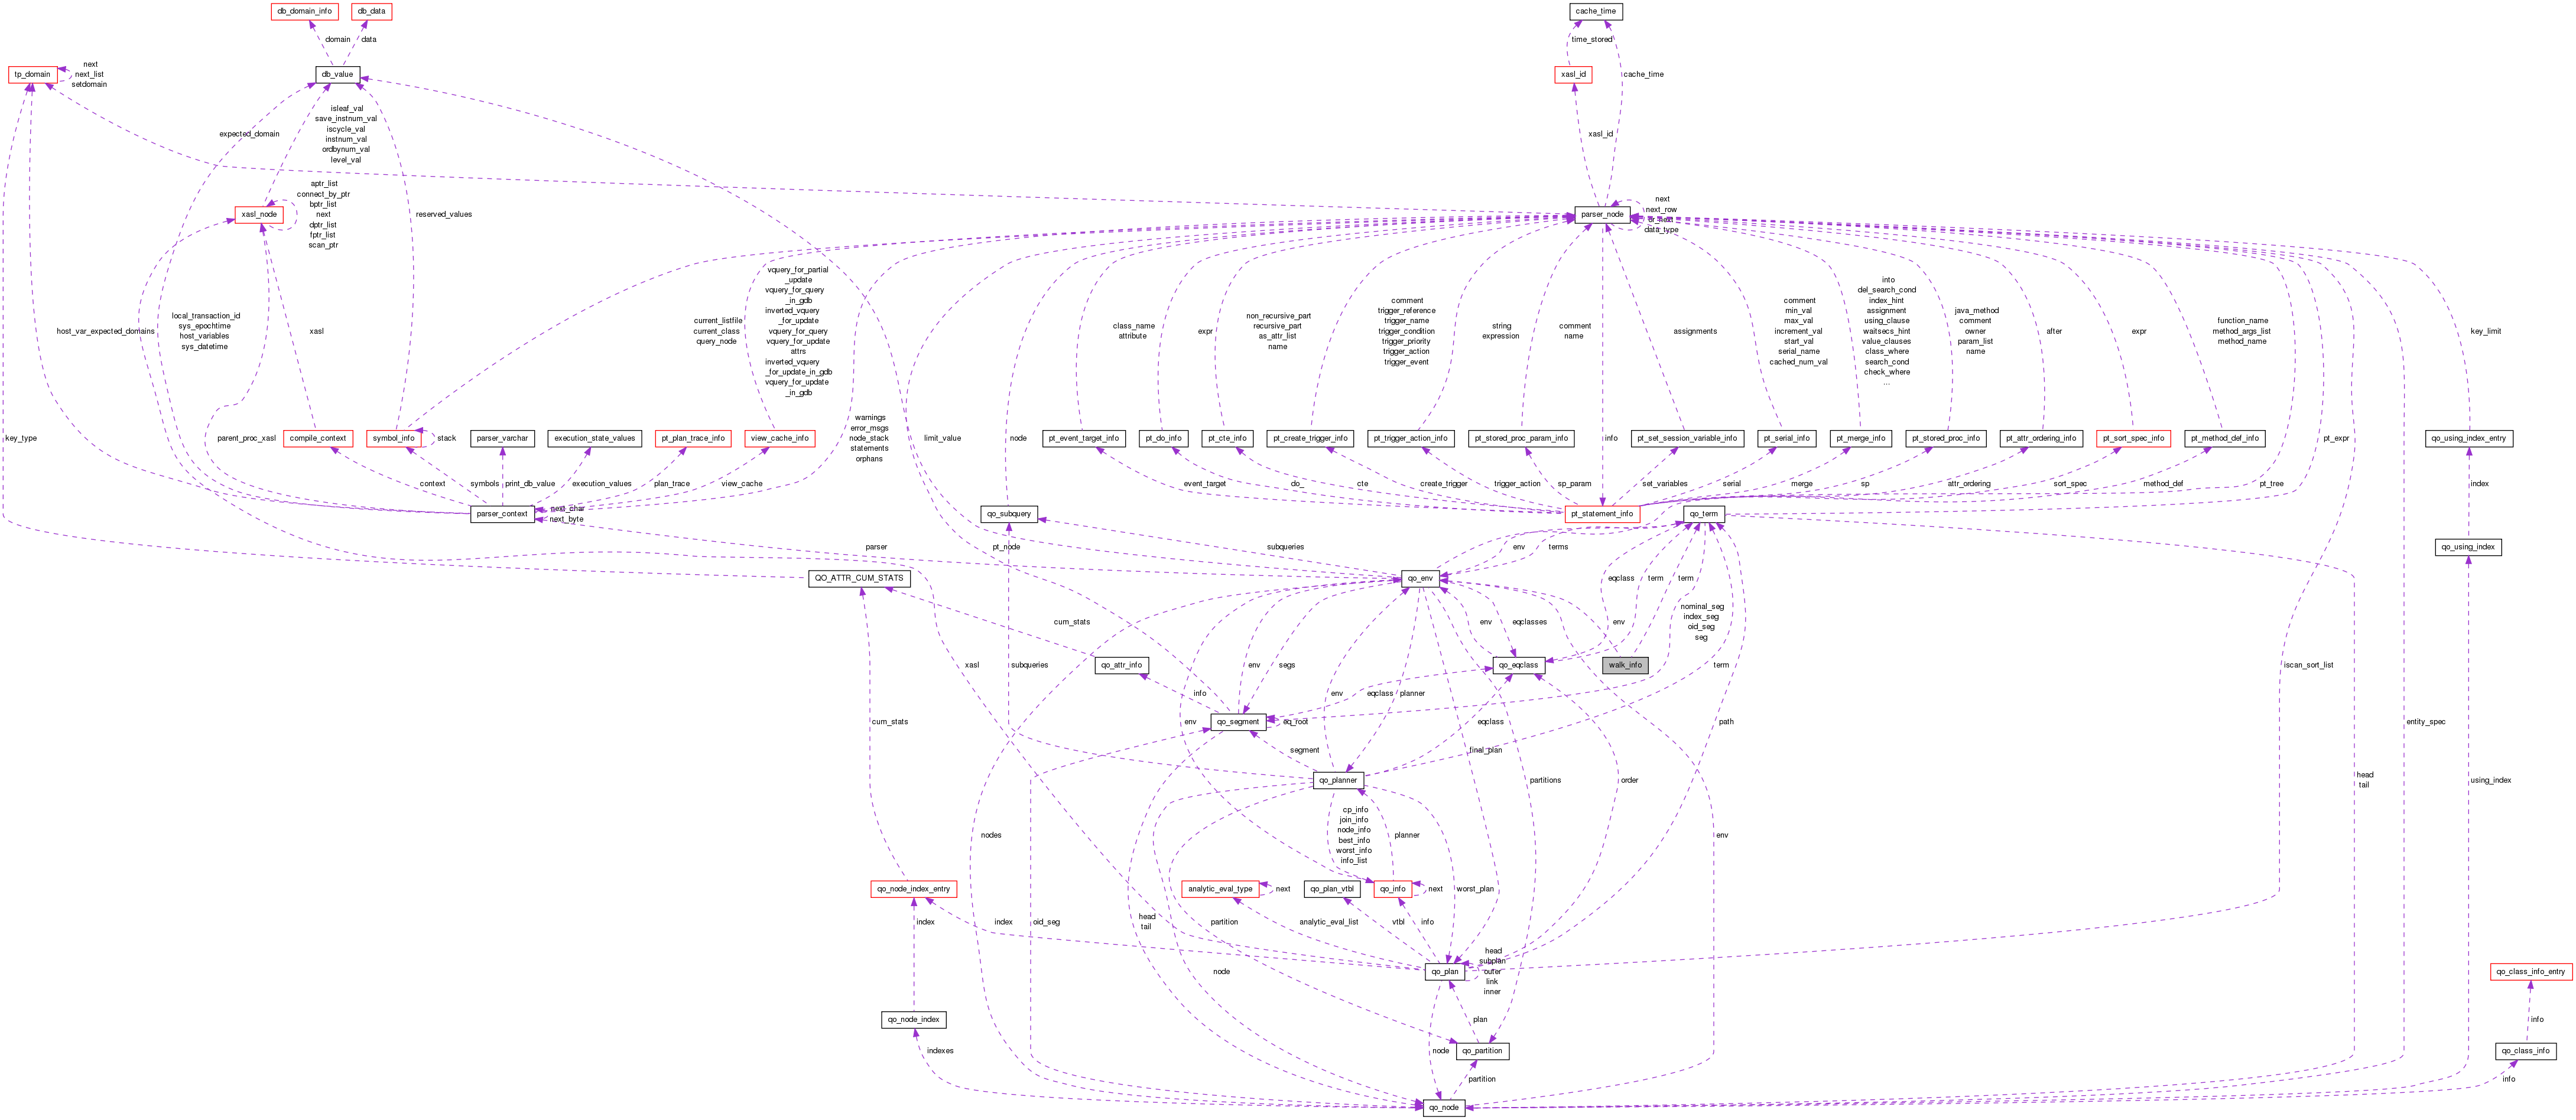 db_domain_info
db_data
cache_time
domain
data
time_stored
next
next_list
setdomain
tp_domain
db_value
xasl_id
cache_time
isleaf_val
save_instnum_val
iscycle_val
instnum_val
ordbynum_val
level_val
expected_domain
xasl_id
aptr_list
connect_by_ptr
bptr_list
next
dptr_list
fptr_list
scan_ptr
xasl_node
reserved_values
parser_node
next
next_row
or_next
data_type
vquery_for_partial
_update
vquery_for_query
_in_gdb
inverted_vquery
_for_update
vquery_for_query
vquery_for_update
attrs
inverted_vquery
_for_update_in_gdb
vquery_for_update
_in_gdb
local_transaction_id
sys_epochtime
host_variables
sys_datetime
host_var_expected_domains
xasl
current_listfile
current_class
query_node
class_name
attribute
expr
non_recursive_part
recursive_part
as_attr_list
name
comment
trigger_reference
trigger_name
trigger_condition
trigger_priority
trigger_action
trigger_event
string
expression
comment
name
assignments
comment
min_val
max_val
increment_val
start_val
serial_name
cached_num_val
into
del_search_cond
index_hint
assignment
using_clause
waitsecs_hint
value_clauses
class_where
search_cond
check_where
...
java_method
comment
owner
param_list
name
after
expr
function_name
method_args_list
method_name
key_limit
warnings
error_msgs
node_stack
statements
orphans
key_type
parent_proc_xasl
compile_context
symbol_info
stack
parser_varchar
execution_state_values
pt_plan_trace_info
view_cache_info
limit_value
node
pt_event_target_info
pt_do_info
pt_cte_info
pt_create_trigger_info
pt_trigger_action_info
pt_stored_proc_param_info
info
pt_set_session_variable_info
pt_serial_info
pt_merge_info
pt_stored_proc_info
pt_attr_ordering_info
pt_sort_spec_info
pt_method_def_info
pt_expr
qo_using_index_entry
context
symbols
print_db_value
execution_values
plan_trace
view_cache
event_target
do_
cte
create_trigger
trigger_action
sp_param
set_variables
serial
merge
sp
attr_ordering
sort_spec
method_def
pt_tree
index
parser_context
next_char
next_byte
qo_subquery
pt_statement_info
qo_term
parser
pt_node
subqueries
env
terms
qo_using_index
QO_ATTR_CUM_STATS
qo_env
eqclass
term
term
cum_stats
env
eqclasses
env
nominal_seg
index_seg
oid_seg
seg
xasl
subqueries
qo_attr_info
env
segs
qo_eqclass
walk_info
term
iscan_sort_list
info
env
planner
eqclass
cum_stats
env
qo_segment
eq_root
eqclass
path
entity_spec
segment
final_plan
qo_planner
partitions
order
head
tail
using_index
nodes
cp_info
join_info
node_info
best_info
worst_info
info_list
planner
env
qo_node_index_entry
analytic_eval_type
next
qo_plan_vtbl
qo_info
next
worst_plan
index
head
tail
oid_seg
index
partition
analytic_eval_list
vtbl
info
node
qo_plan
head
subplan
outer
link
inner
qo_class_info_entry
qo_node_index
plan
info
indexes
node
qo_partition
qo_class_info
partition
info
qo_node